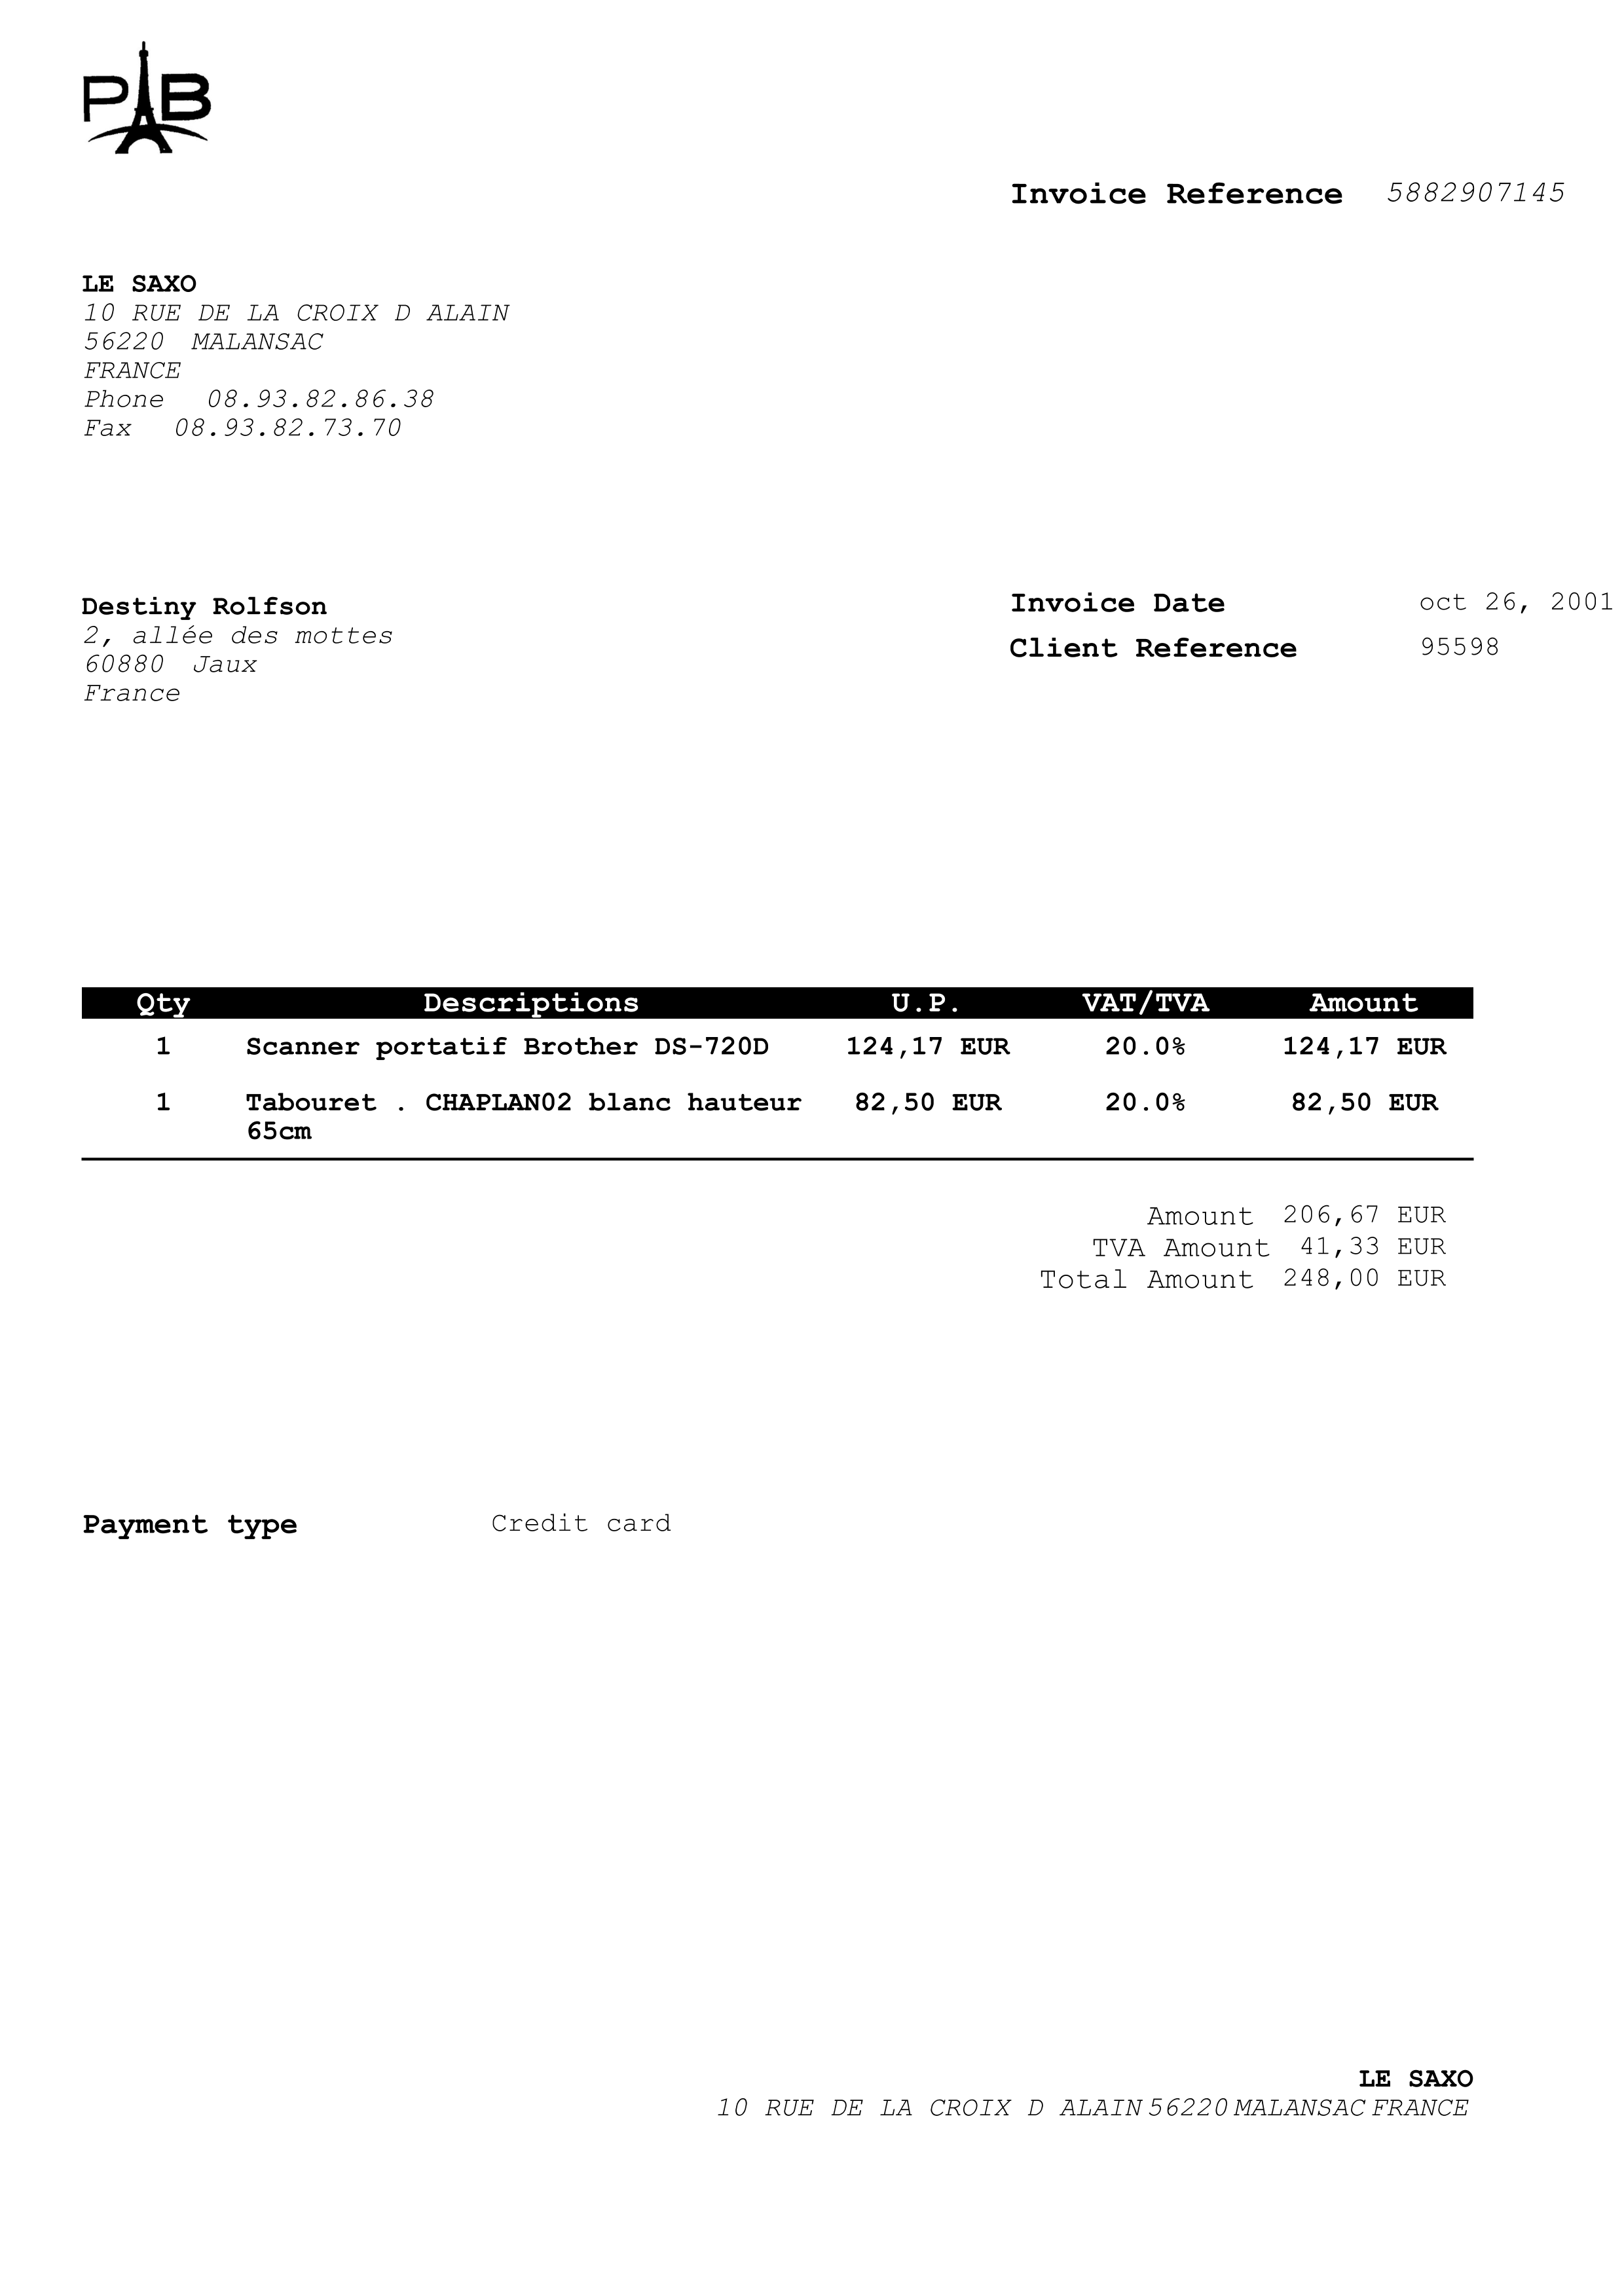 PB
Invoice Reference 5882907145
LE SAXO
10 RUE DE LA CROIX D ALAIN
56220 MALANSAC
FRANCE
Phone 08.93.82.86.38
Fax 08.93.82.73.70
Destiny Rolfson
2, allée des mottes
60880 Jaux
France
Invoice Date oct 26, 2001
Client Reference 95598
Qty Descriptions U.P. VAT/TVA Amount
1 Scanner portatif Brother DS-720D 124,17 EUR 20.0% 124,17 EUR
1 Tabouret . CHAPLAN02 blanc hauteur 82,50 EUR 20.0% 82,50 EUR
65cm
Amount 206,67 EUR
TVA Amount 41,33 EUR
Total Amount 248,00 EUR
Payment type Credit card
LE SAXO
10 RUE DE LA CROIX D ALAIN 56220 MALANSAC FRANCE